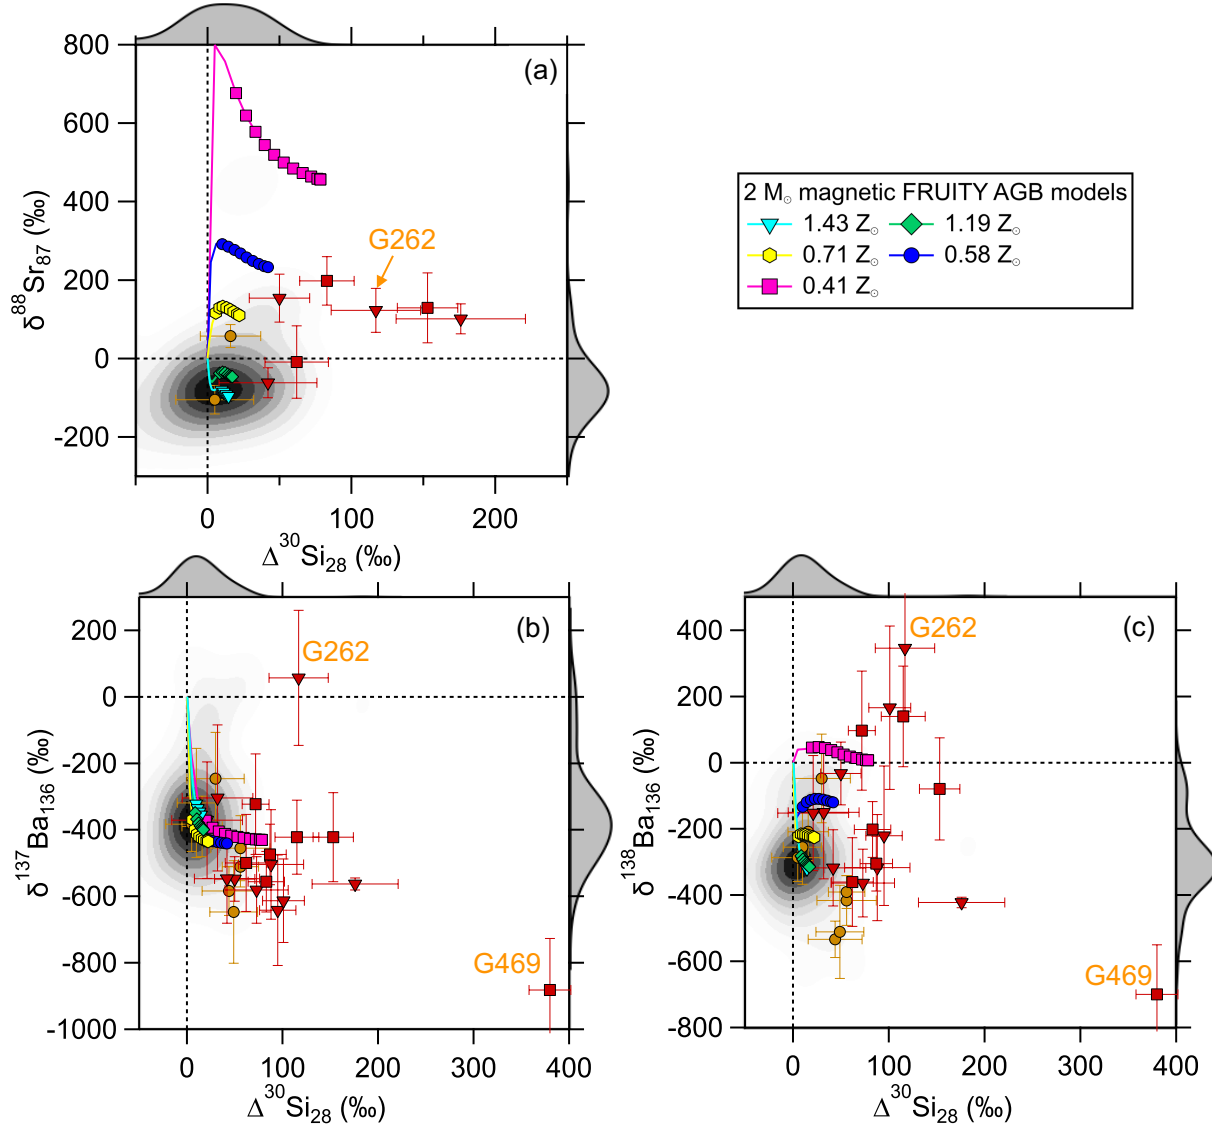 (a)
800
600
400
200
0
-200
δ⁸⁸Sr₈₇ (‰)
G262
0
100
200
Δ³⁰Si₂₈ (‰)
2 M☉ magnetic FRUITY AGB models
1.43 Z☉ 1.19 Z☉
0.71 Z☉ 0.58 Z☉
0.41 Z☉
(b)
200
0
-200
-400
-600
-800
-1000
δ¹³⁷Ba₁₃₆ (‰)
G262
G469
0
100
200
300
400
Δ³⁰Si₂₈ (‰)
(c)
400
200
0
-200
-400
-600
-800
δ¹³⁸Ba₁₃₆ (‰)
G262
G469
0
100
200
300
400
Δ³⁰Si₂₈ (‰)